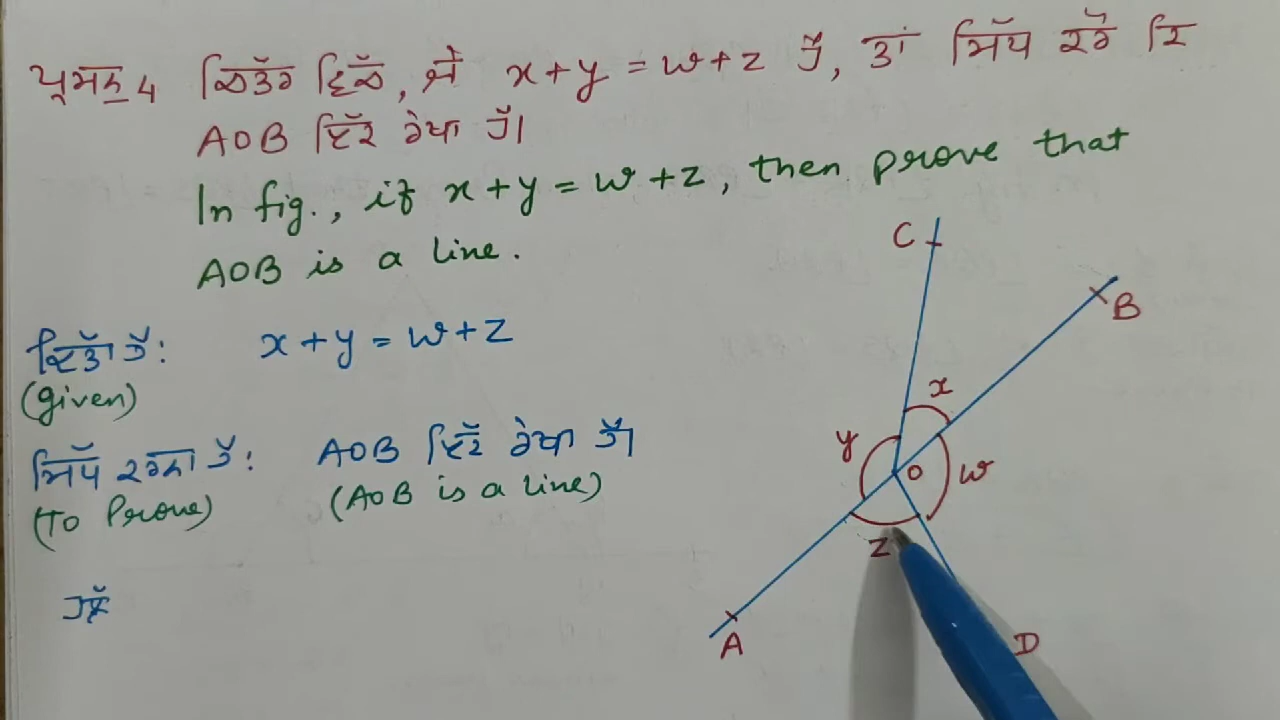 ਪ੍ਰਸ਼ਨ 4 ਚਿੱਤਰ ਵਿੱਚ, ਜੇ x + y = w + z ਹੈ, ਤਾਂ ਸਿੱਧ ਕਰੋ ਕਿ
AOB ਇੱਕ ਰੇਖਾ ਹੈ।
In fig., if x + y = w + z, then prove that
AOB is a line.
ਦਿੱਤਾ ਹੈ: x + y = w + z
(given)
ਸਿੱਧ ਕਰਨਾ ਹੈ: AOB ਇੱਕ ਰੇਖਾ ਹੈ।
(To Prove) (AOB is a line)
ਹੱਲ
C
B
x
y
O
w
z
A
D